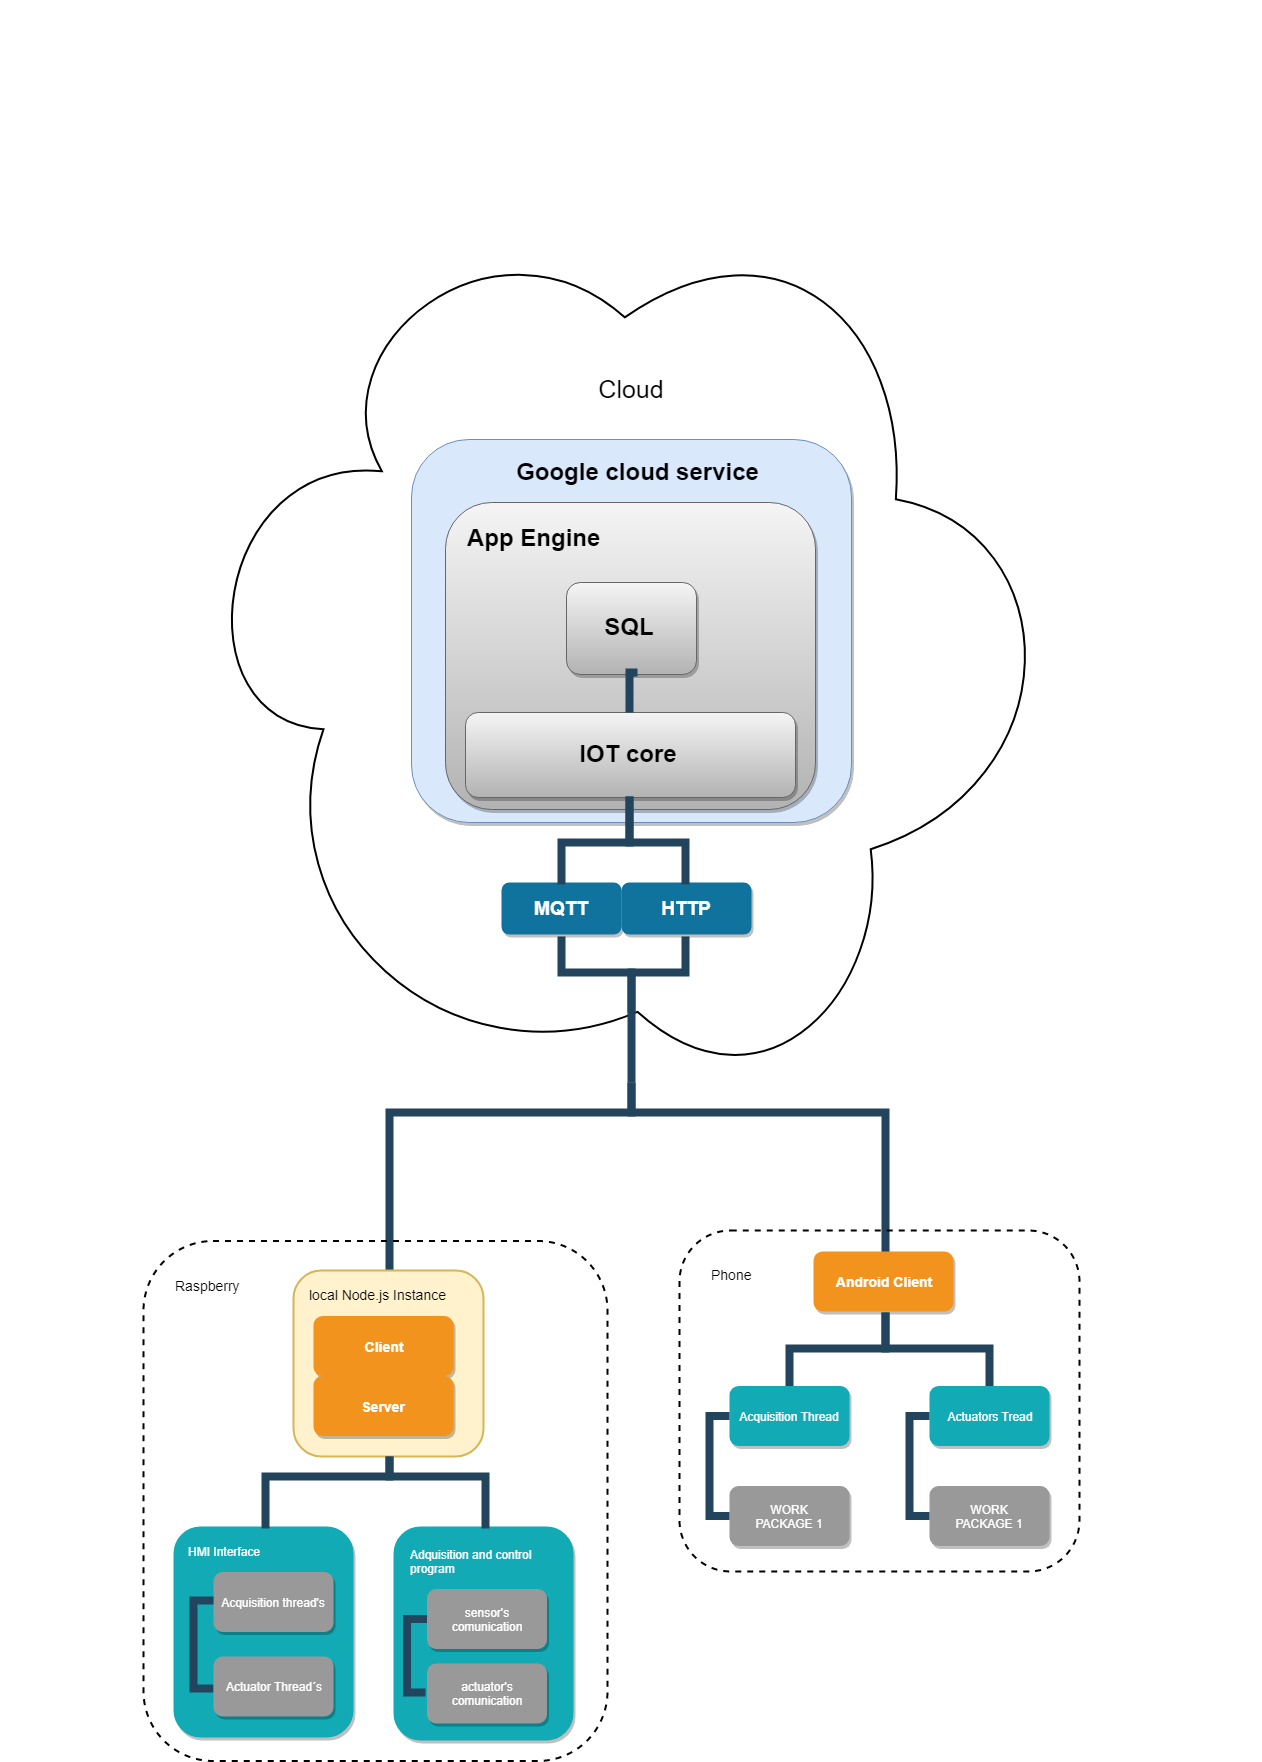 Cloud
Google cloud service
App Engine
SQL
IOT core
MQTT
HTTP
Raspberry
local Node.js Instance
Client
Server
HMI Interface
Acquisition thread's
Actuator Thread´s
Adquisition and control
program
sensor's
comunication
actuator's
comunication
Phone
Android Client
Acquisition Thread
WORK
PACKAGE 1
Actuators Tread
WORK
PACKAGE 1